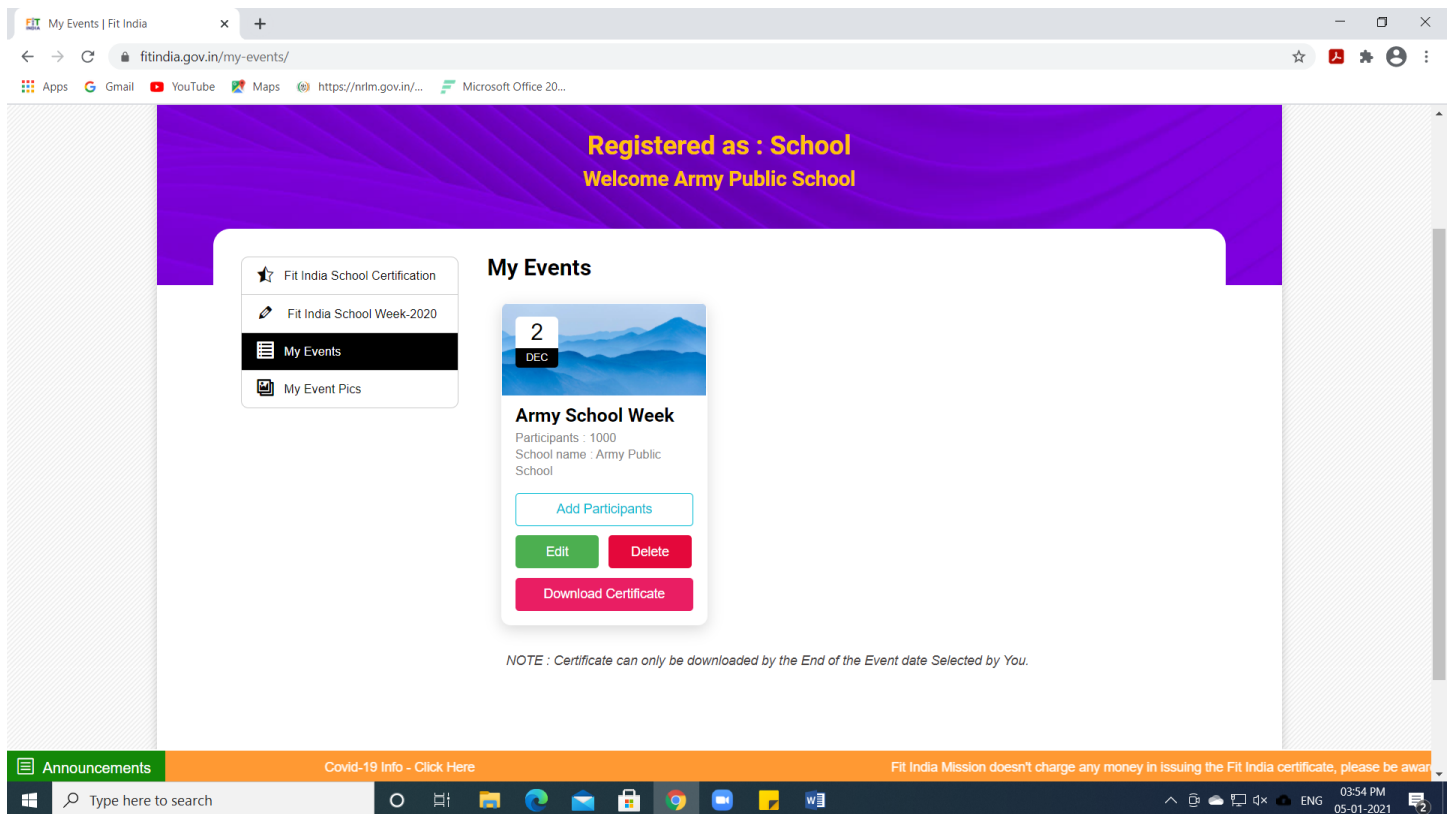 FIT INDIA My Events | Fit India
fitindia.gov.in/my-events/
Apps Gmail YouTube Maps https://nrlm.gov.in/... Microsoft Office 20...
Registered as : School
Welcome Army Public School
Fit India School Certification
Fit India School Week-2020
My Events
My Event Pics
My Events
2
DEC
Army School Week
Participants : 1000
School name : Army Public
School
Add Participants
Edit Delete
Download Certificate
NOTE : Certificate can only be downloaded by the End of the Event date Selected by You.
Announcements Covid-19 Info - Click Here Fit India Mission doesn't charge any money in issuing the Fit India certificate, please be awar
Type here to search
ENG
03:54 PM
05-01-2021
2